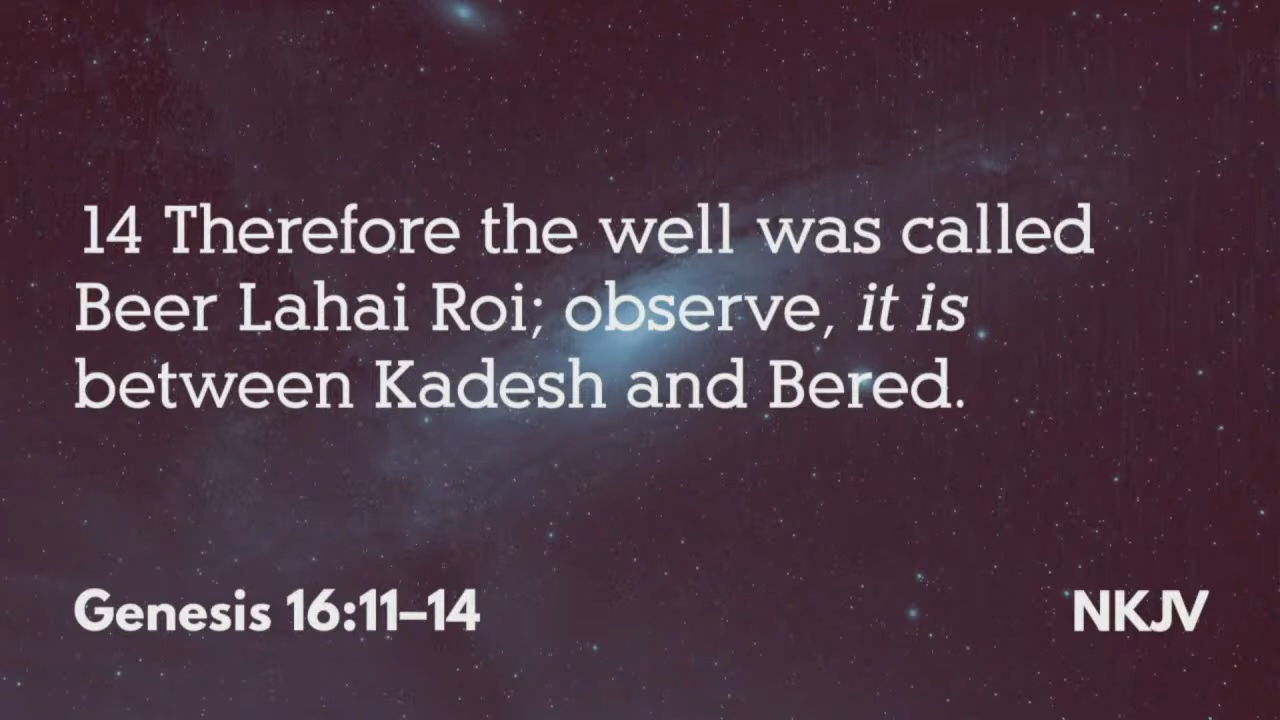 14 Therefore the well was called
Beer Lahai Roi; observe, it is
between Kadesh and Bered.
Genesis 16:11–14
NKJV